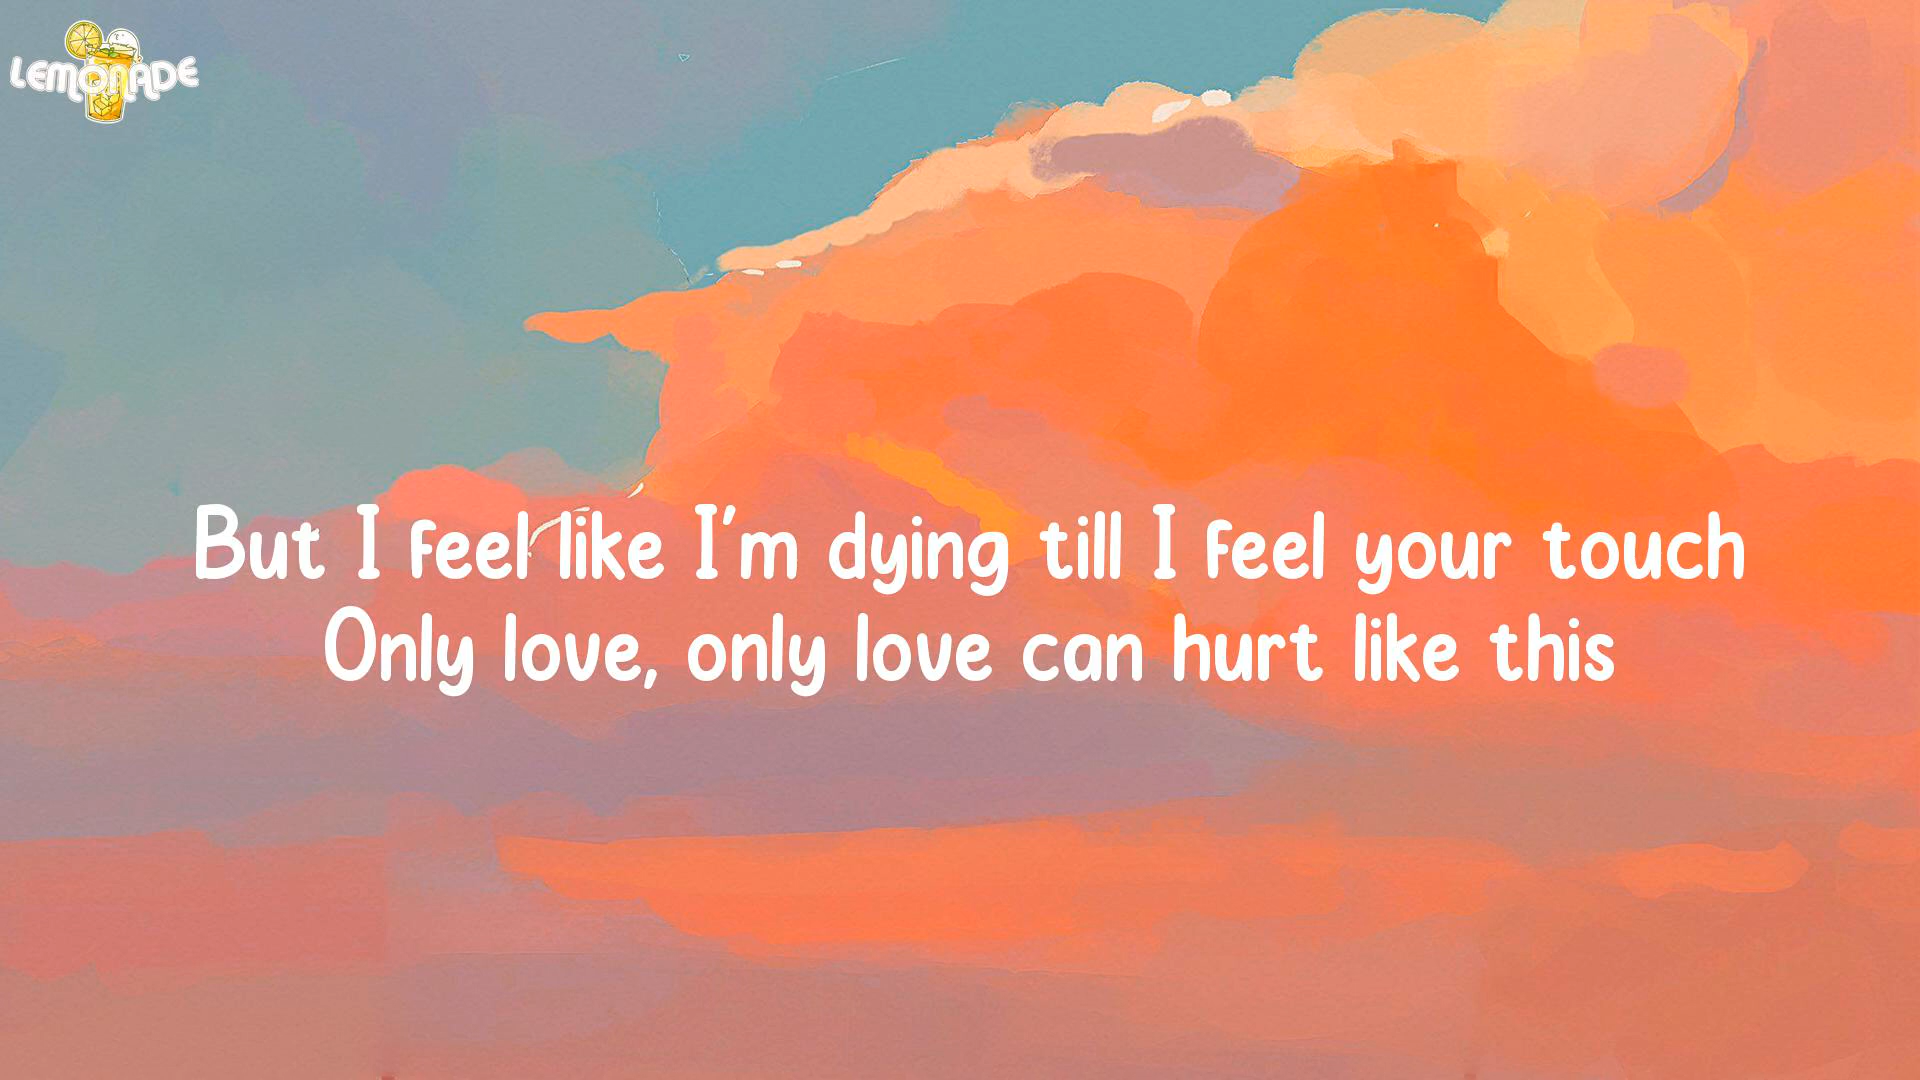 LEMONADE
But I feel like I'm dying till I feel your touch
Only love, only love can hurt like this